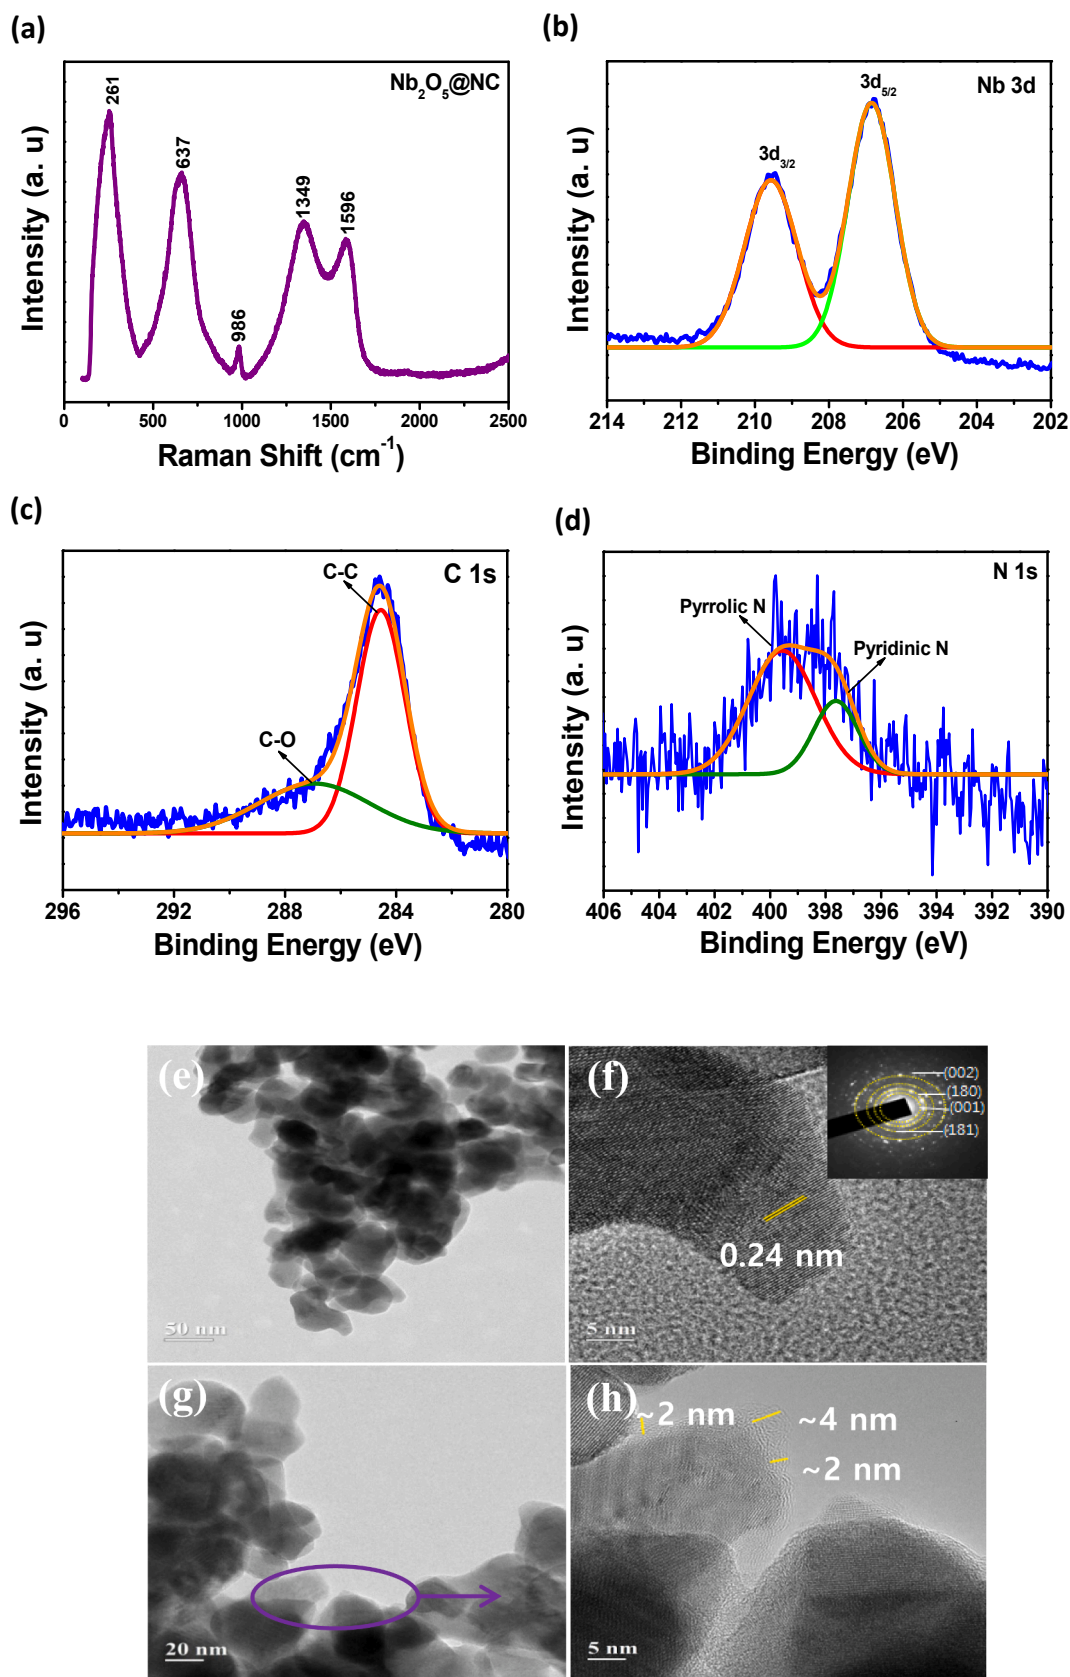 (a)
Nb2O5@NC
261
637
986
1349
1596
Intensity (a. u)
0 500 1000 1500 2000 2500
Raman Shift (cm-1)
(b)
Nb 3d
3d5/2
3d3/2
Intensity (a. u)
214 212 210 208 206 204 202
Binding Energy (eV)
(c)
C 1s
C-C
C-O
Intensity (a. u)
296 292 288 284 280
Binding Energy (eV)
(d)
N 1s
Pyrrolic N
Pyridinic N
Intensity (a. u)
406 404 402 400 398 396 394 392 390
Binding Energy (eV)
(e)
50 nm
(f)
(002)
(180)
(001)
(181)
0.24 nm
5 nm
(g)
20 nm
(h)
~2 nm
~4 nm
~2 nm
5 nm